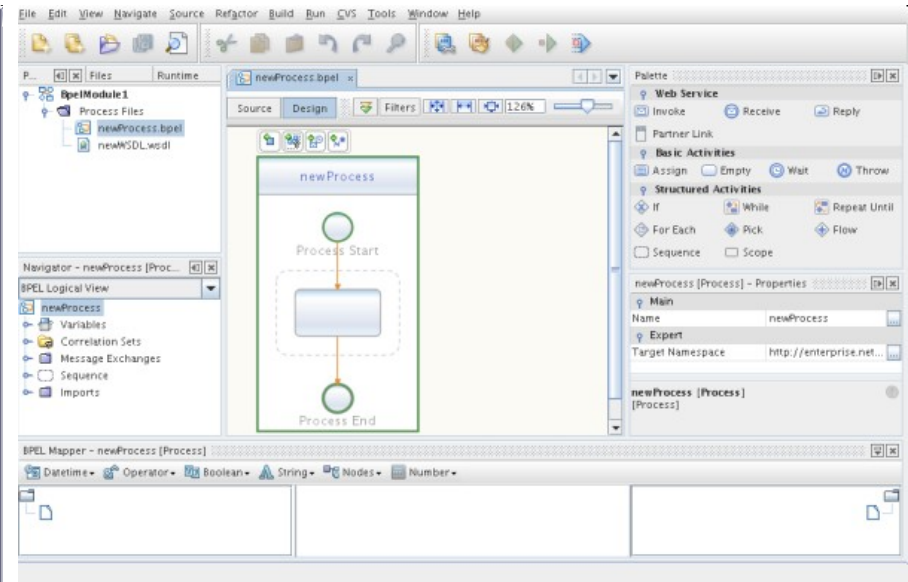 File Edit View Navigate Source Refactor Build Run CVS Tools Window Help
P... Files Runtime
BpelModule1
Process Files
newProcess.bpel
newWSDL.wsdl
Navigator - newProcess [Proc...
BPEL Logical View
newProcess
Variables
Correlation Sets
Message Exchanges
Sequence
Imports
newProcess.bpel
Source Design Filters 126%
newProcess
Process Start
Process End
Palette
Web Service
Invoke Receive Reply
Partner Link
Basic Activities
Assign Empty Wait Throw
Structured Activities
If While Repeat Until
For Each Pick Flow
Sequence Scope
newProcess [Process] - Properties
Main
Name newProcess ...
Expert
Target Namespace http://enterprise.net... ...
newProcess [Process]
[Process]
BPEL Mapper - newProcess [Process]
Datetime Operator Boolean String Nodes Number